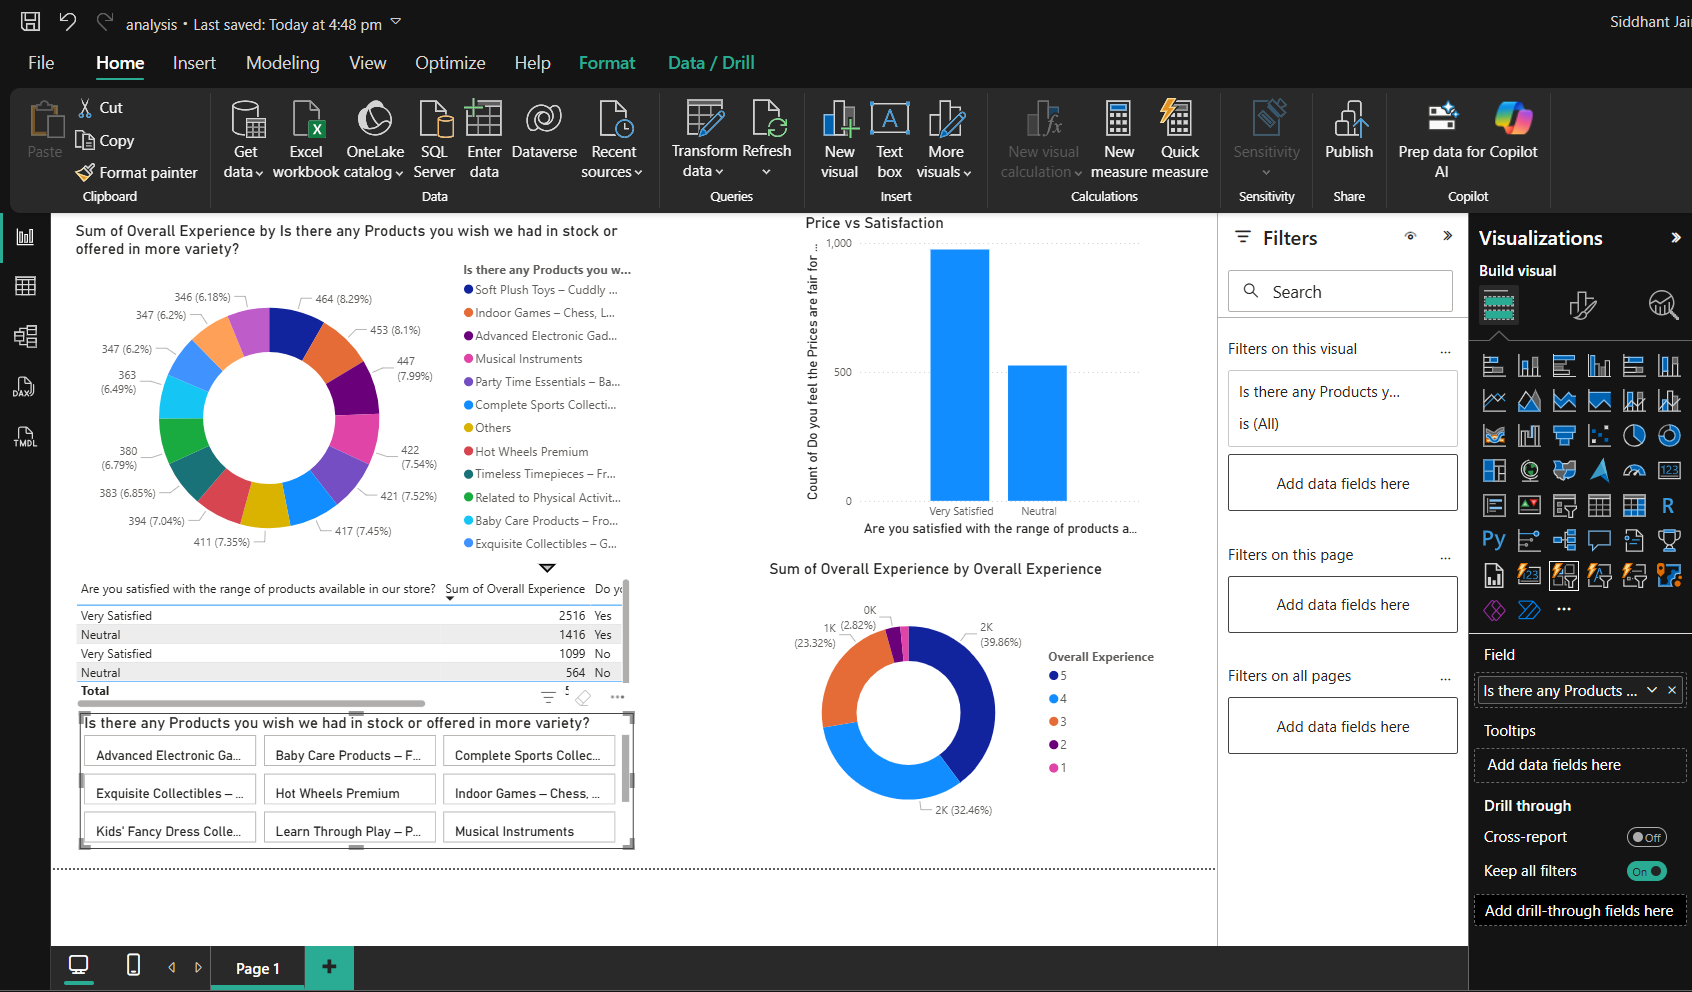 analysis • Last saved: Today at 4:48 pm
Siddhant Jai
File Home Insert Modeling View Optimize Help Format Data / Drill
Paste
Cut
Copy
Format painter
Clipboard
Get data
Excel workbook
OneLake catalog
SQL Server
Enter data
Dataverse
Recent sources
Data
Transform data
Refresh
Queries
New visual
Text box
More visuals
Insert
New visual calculation
New measure
Quick measure
Calculations
Sensitivity
Sensitivity
Publish
Share
Prep data for AI
Copilot
Copilot
DAX
TMDL
Sum of Overall Experience by Is there any Products you wish we had in stock or
offered in more variety?
464 (8.29%)
453 (8.1%)
447
(7.99%)
422
(7.54%)
421 (7.52%)
417 (7.45%)
411 (7.35%)
394 (7.04%)
383 (6.85%)
380
(6.79%)
363
(6.49%)
347 (6.2%)
347 (6.2%)
346 (6.18%)
Is there any Products you w...
Soft Plush Toys – Cuddly ...
Indoor Games – Chess, L...
Advanced Electronic Gad...
Musical Instruments
Party Time Essentials – Ba...
Complete Sports Collecti...
Others
Hot Wheels Premium
Timeless Timepieces – Fr...
Related to Physical Activit...
Baby Care Products – Fro...
Exquisite Collectibles – G...
Price vs Satisfaction
Count of Do you feel the Prices are fair for ...
1,000
500
0
Very Satisfied
Neutral
Are you satisfied with the range of products a...
Are you satisfied with the range of products available in our store? Sum of Overall Experience Do yo
Very Satisfied 2516 Yes
Neutral 1416 Yes
Very Satisfied 1099 No
Neutral 564 No
Total
Is there any Products you wish we had in stock or offered in more variety?
Advanced Electronic Ga...
Baby Care Products – F...
Complete Sports Collec...
Exquisite Collectibles – ...
Hot Wheels Premium
Indoor Games – Chess, ...
Kids' Fancy Dress Colle...
Learn Through Play – P...
Musical Instruments
Sum of Overall Experience by Overall Experience
0K
(2.82%)
1K
(23.32%)
2K
(39.86%)
2K (32.46%)
Overall Experience
5
4
3
2
1
Filters
Search
Filters on this visual ...
Is there any Products y...
is (All)
Add data fields here
Filters on this page ...
Add data fields here
Filters on all pages ...
Add data fields here
Visualizations
Build visual
123
R
Py
123
...
Field
Is there any Products ...
Tooltips
Add data fields here
Drill through
Cross-report Off
Keep all filters On
Add drill-through fields here
Page 1